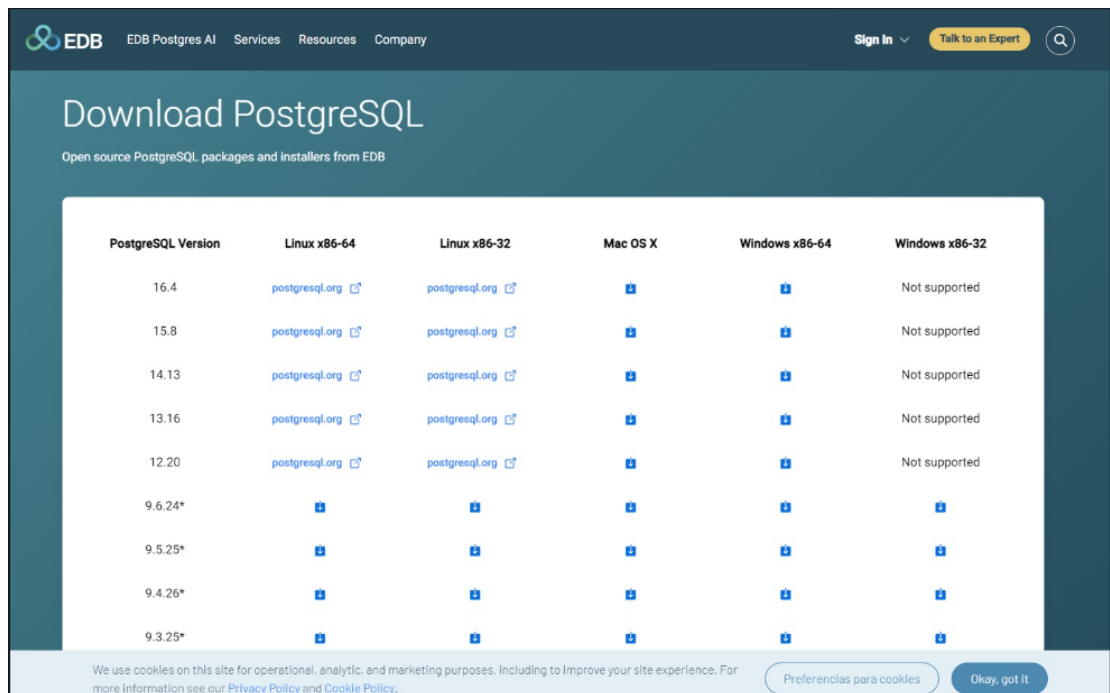 EDB EDB Postgres AI Services Resources Company Sign In Talk to an Expert
Download PostgreSQL
Open source PostgreSQL packages and installers from EDB
PostgreSQL Version Linux x86-64 Linux x86-32 Mac OS X Windows x86-64 Windows x86-32
16.4 postgresql.org postgresql.org Not supported
15.8 postgresql.org postgresql.org Not supported
14.13 postgresql.org postgresql.org Not supported
13.16 postgresql.org postgresql.org Not supported
12.20 postgresql.org postgresql.org Not supported
9.6.24*
9.5.25*
9.4.26*
9.3.25*
We use cookies on this site for operational, analytic, and marketing purposes, including to improve your site experience. For
more information see our Privacy Policy and Cookie Policy.
Preferencias para cookies Okay, got it